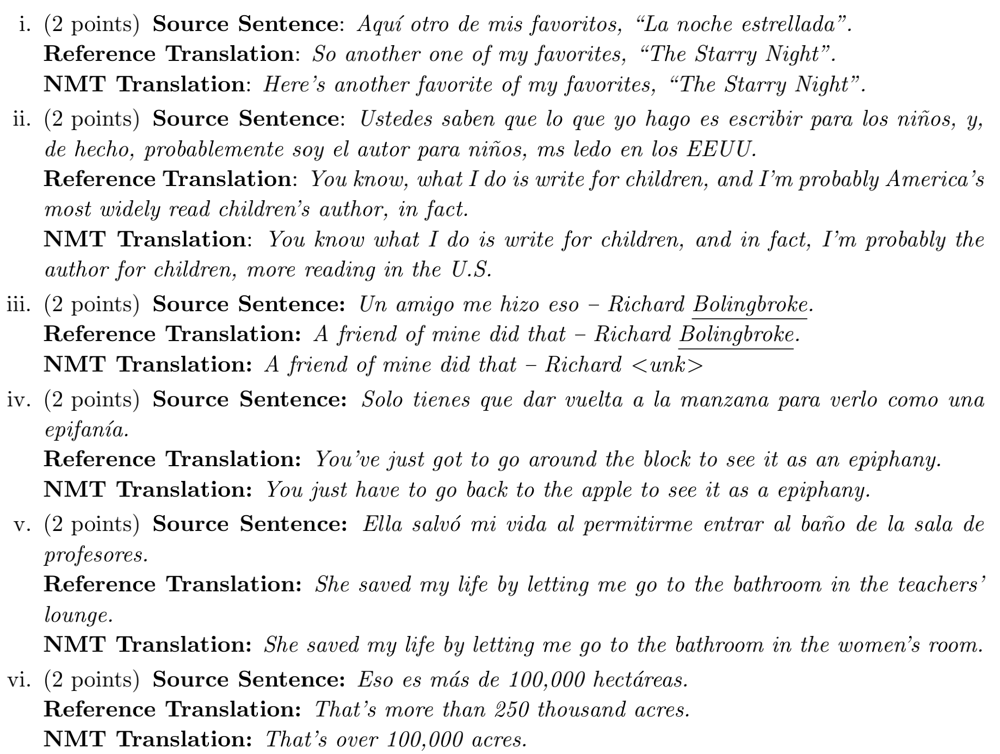 i. (2 points) Source Sentence: Aquí otro de mis favoritos, “La noche estrellada”.
Reference Translation: So another one of my favorites, “The Starry Night”.
NMT Translation: Here’s another favorite of my favorites, “The Starry Night”.
ii. (2 points) Source Sentence: Ustedes saben que lo que yo hago es escribir para los niños, y,
de hecho, probablemente soy el autor para niños, ms ledo en los EEUU.
Reference Translation: You know, what I do is write for children, and I’m probably America’s
most widely read children’s author, in fact.
NMT Translation: You know what I do is write for children, and in fact, I’m probably the
author for children, more reading in the U.S.
iii. (2 points) Source Sentence: Un amigo me hizo eso – Richard Bolingbroke.
Reference Translation: A friend of mine did that – Richard Bolingbroke.
NMT Translation: A friend of mine did that – Richard <unk>
iv. (2 points) Source Sentence: Solo tienes que dar vuelta a la manzana para verlo como una
epifanía.
Reference Translation: You’ve just got to go around the block to see it as an epiphany.
NMT Translation: You just have to go back to the apple to see it as a epiphany.
v. (2 points) Source Sentence: Ella salvó mi vida al permitirme entrar al baño de la sala de
profesores.
Reference Translation: She saved my life by letting me go to the bathroom in the teachers’
lounge.
NMT Translation: She saved my life by letting me go to the bathroom in the women’s room.
vi. (2 points) Source Sentence: Eso es más de 100,000 hectáreas.
Reference Translation: That’s more than 250 thousand acres.
NMT Translation: That’s over 100,000 acres.